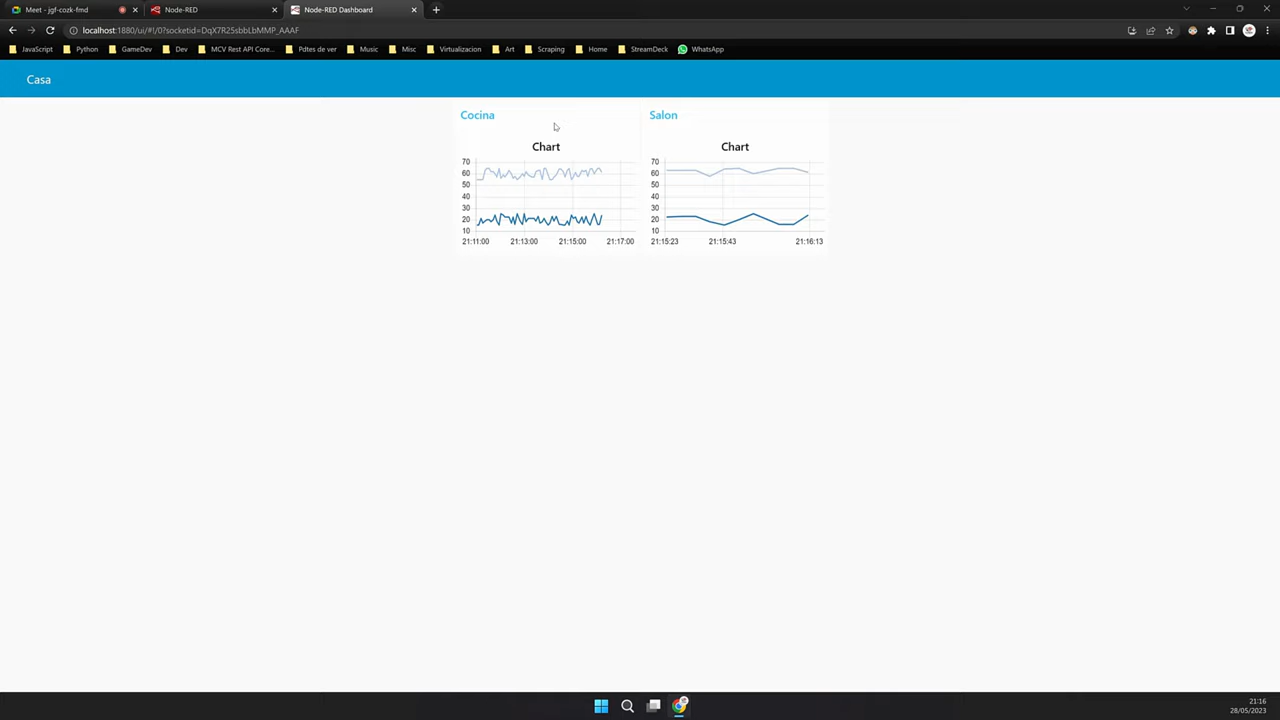 Meet - jgf-cozk-fmd
Node-RED
Node-RED Dashboard
localhost:1880/ui/#!/0?socketid=DqX7R25sbbLbMMP_AAAF
JavaScript Python GameDev Dev MCV Rest API Core... Pdtes de ver Music Misc Virtualizacion Art Scraping Home StreamDeck WhatsApp
Casa
Cocina
Chart
70
60
50
40
30
20
10
21:11:00 21:13:00 21:15:00 21:17:00
Salon
Chart
70
60
50
40
30
20
10
21:15:23 21:15:43 21:16:13
21:16
28/05/2023